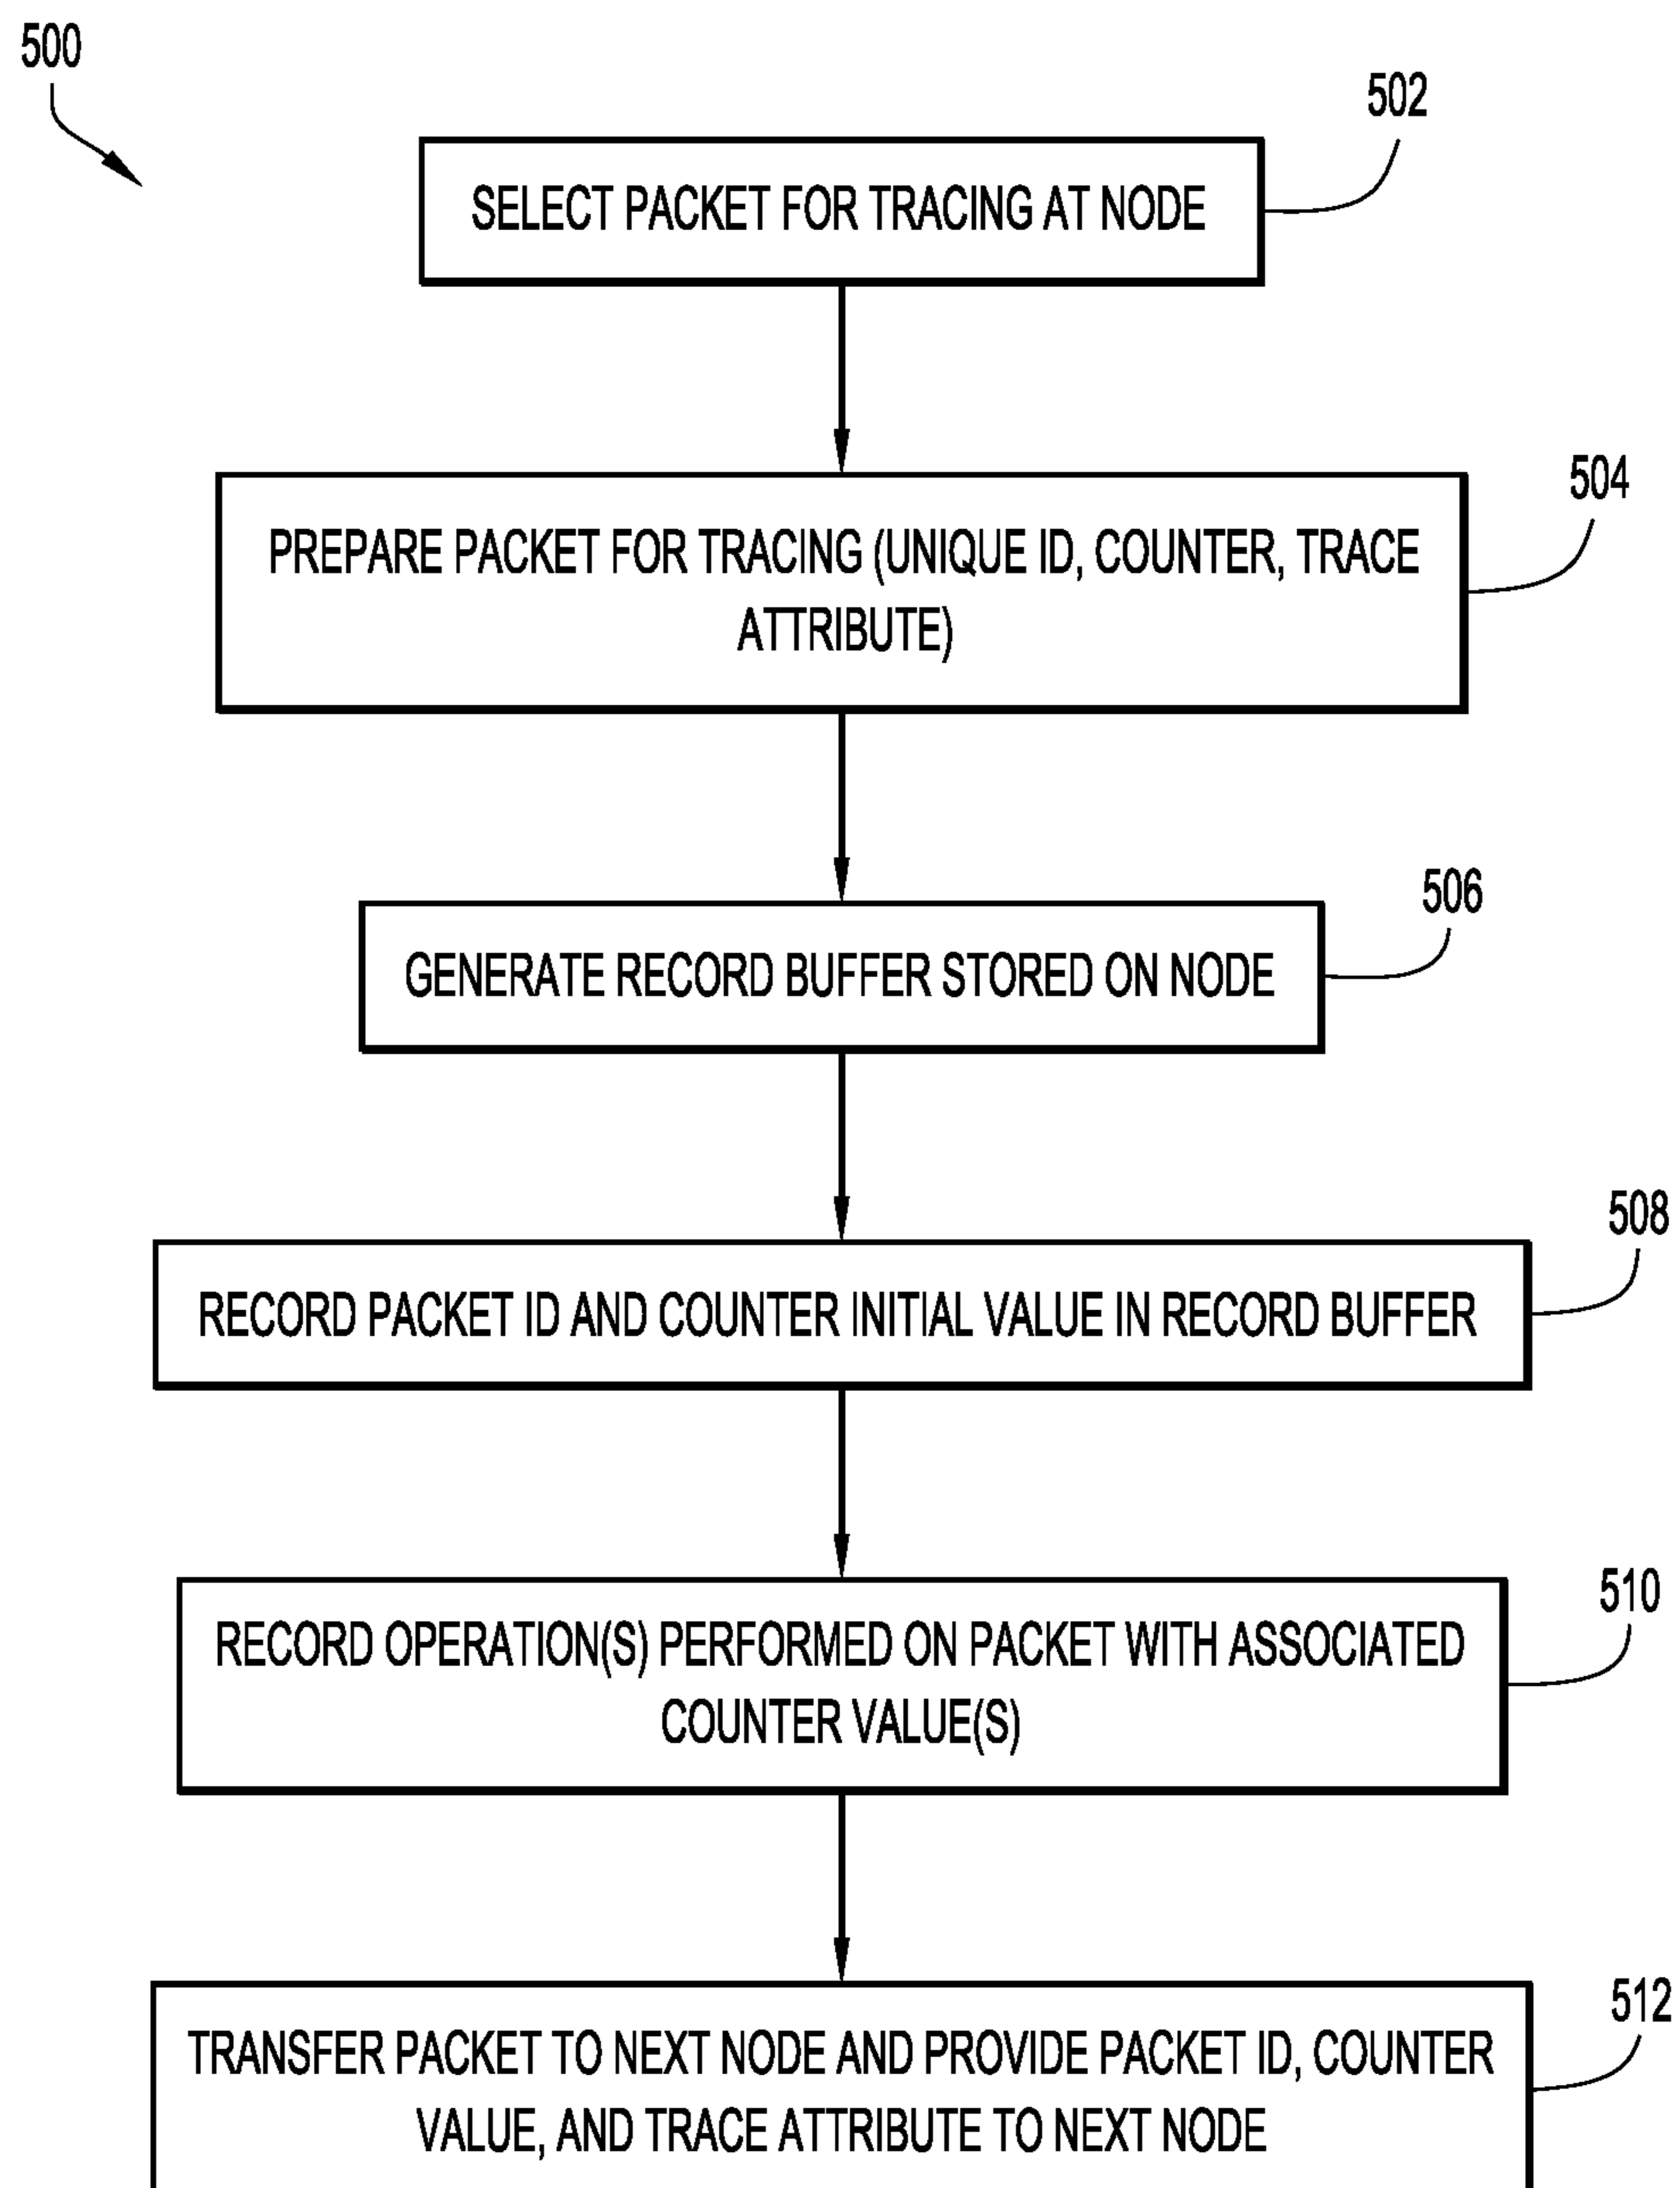 500
502
SELECT PACKET FOR TRACING AT NODE
504
PREPARE PACKET FOR TRACING (UNIQUE ID, COUNTER, TRACE
ATTRIBUTE)
506
GENERATE RECORD BUFFER STORED ON NODE
508
RECORD PACKET ID AND COUNTER INITIAL VALUE IN RECORD BUFFER
510
RECORD OPERATION(S) PERFORMED ON PACKET WITH ASSOCIATED
COUNTER VALUE(S)
512
TRANSFER PACKET TO NEXT NODE AND PROVIDE PACKET ID, COUNTER
VALUE, AND TRACE ATTRIBUTE TO NEXT NODE